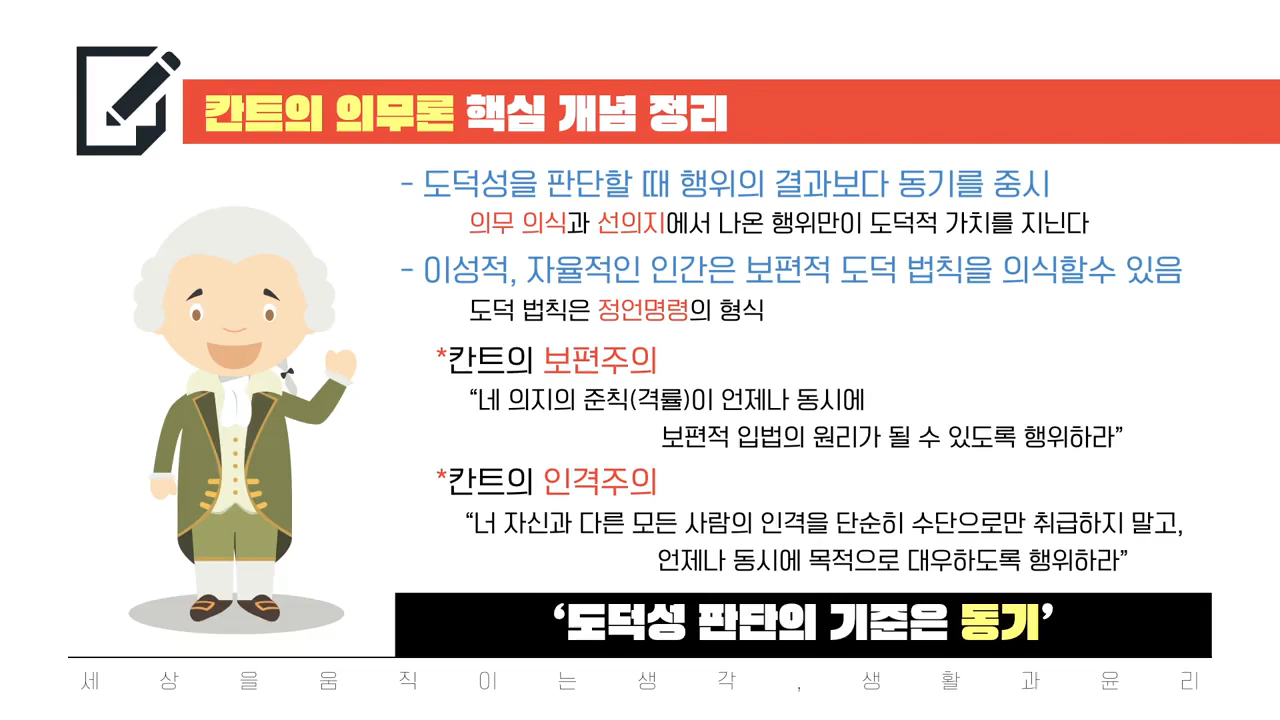 칸트의 의무론 핵심 개념 정리
- 도덕성을 판단할 때 행위의 결과보다 동기를 중시
의무 의식과 선의지에서 나온 행위만이 도덕적 가치를 지닌다
- 이성적, 자율적인 인간은 보편적 도덕 법칙을 의식할수 있음
도덕 법칙은 정언명령의 형식
*칸트의 보편주의
“네 의지의 준칙(격률)이 언제나 동시에
보편적 입법의 원리가 될 수 있도록 행위하라”
*칸트의 인격주의
“너 자신과 다른 모든 사람의 인격을 단순히 수단으로만 취급하지 말고,
언제나 동시에 목적으로 대우하도록 행위하라”
‘도덕성 판단의 기준은 동기’
세상을움직이는생각,생활과윤리